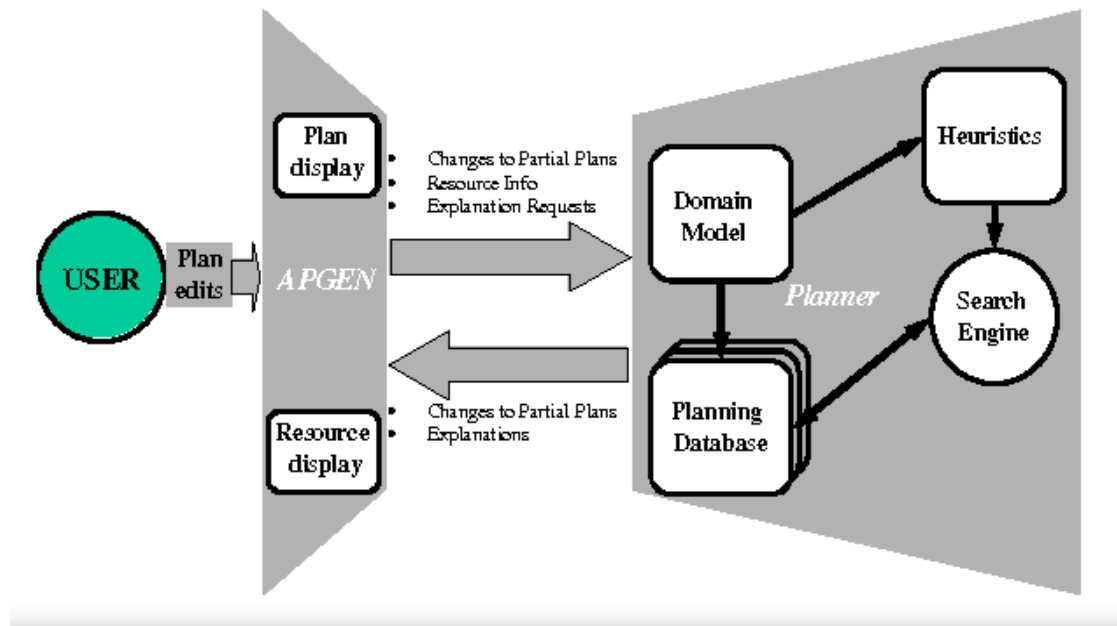 USER
Plan
edits
Plan
display
APGEN
Resource
display
• Changes to Partial Plans
• Resource Info
• Explanation Requests
• Changes to Partial Plans
• Explanations
Domain
Model
Heuristics
Planner
Search
Engine
Planning
Database